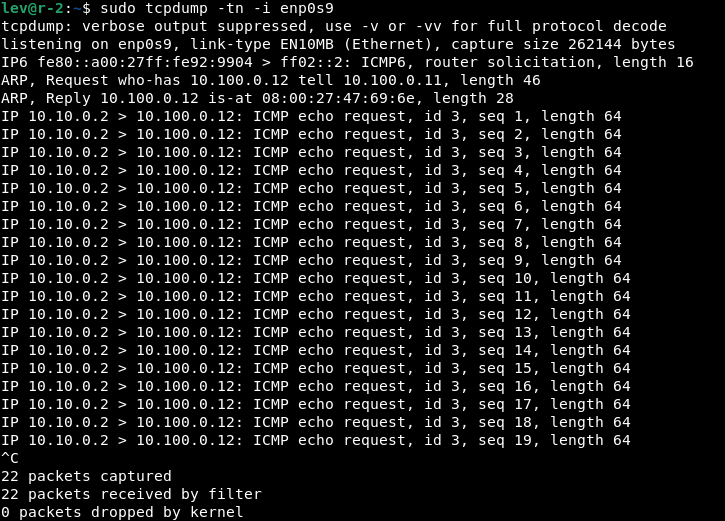 lev@r-2:~$ sudo tcpdump -tn -i enp0s9
tcpdump: verbose output suppressed, use -v or -vv for full protocol decode
listening on enp0s9, link-type EN10MB (Ethernet), capture size 262144 bytes
IP6 fe80::a00:27ff:fe92:9904 > ff02::2: ICMP6, router solicitation, length 16
ARP, Request who-has 10.100.0.12 tell 10.100.0.11, length 46
ARP, Reply 10.100.0.12 is-at 08:00:27:47:69:6e, length 28
IP 10.10.0.2 > 10.100.0.12: ICMP echo request, id 3, seq 1, length 64
IP 10.10.0.2 > 10.100.0.12: ICMP echo request, id 3, seq 2, length 64
IP 10.10.0.2 > 10.100.0.12: ICMP echo request, id 3, seq 3, length 64
IP 10.10.0.2 > 10.100.0.12: ICMP echo request, id 3, seq 4, length 64
IP 10.10.0.2 > 10.100.0.12: ICMP echo request, id 3, seq 5, length 64
IP 10.10.0.2 > 10.100.0.12: ICMP echo request, id 3, seq 6, length 64
IP 10.10.0.2 > 10.100.0.12: ICMP echo request, id 3, seq 7, length 64
IP 10.10.0.2 > 10.100.0.12: ICMP echo request, id 3, seq 8, length 64
IP 10.10.0.2 > 10.100.0.12: ICMP echo request, id 3, seq 9, length 64
IP 10.10.0.2 > 10.100.0.12: ICMP echo request, id 3, seq 10, length 64
IP 10.10.0.2 > 10.100.0.12: ICMP echo request, id 3, seq 11, length 64
IP 10.10.0.2 > 10.100.0.12: ICMP echo request, id 3, seq 12, length 64
IP 10.10.0.2 > 10.100.0.12: ICMP echo request, id 3, seq 13, length 64
IP 10.10.0.2 > 10.100.0.12: ICMP echo request, id 3, seq 14, length 64
IP 10.10.0.2 > 10.100.0.12: ICMP echo request, id 3, seq 15, length 64
IP 10.10.0.2 > 10.100.0.12: ICMP echo request, id 3, seq 16, length 64
IP 10.10.0.2 > 10.100.0.12: ICMP echo request, id 3, seq 17, length 64
IP 10.10.0.2 > 10.100.0.12: ICMP echo request, id 3, seq 18, length 64
IP 10.10.0.2 > 10.100.0.12: ICMP echo request, id 3, seq 19, length 64
^C
22 packets captured
22 packets received by filter
0 packets dropped by kernel